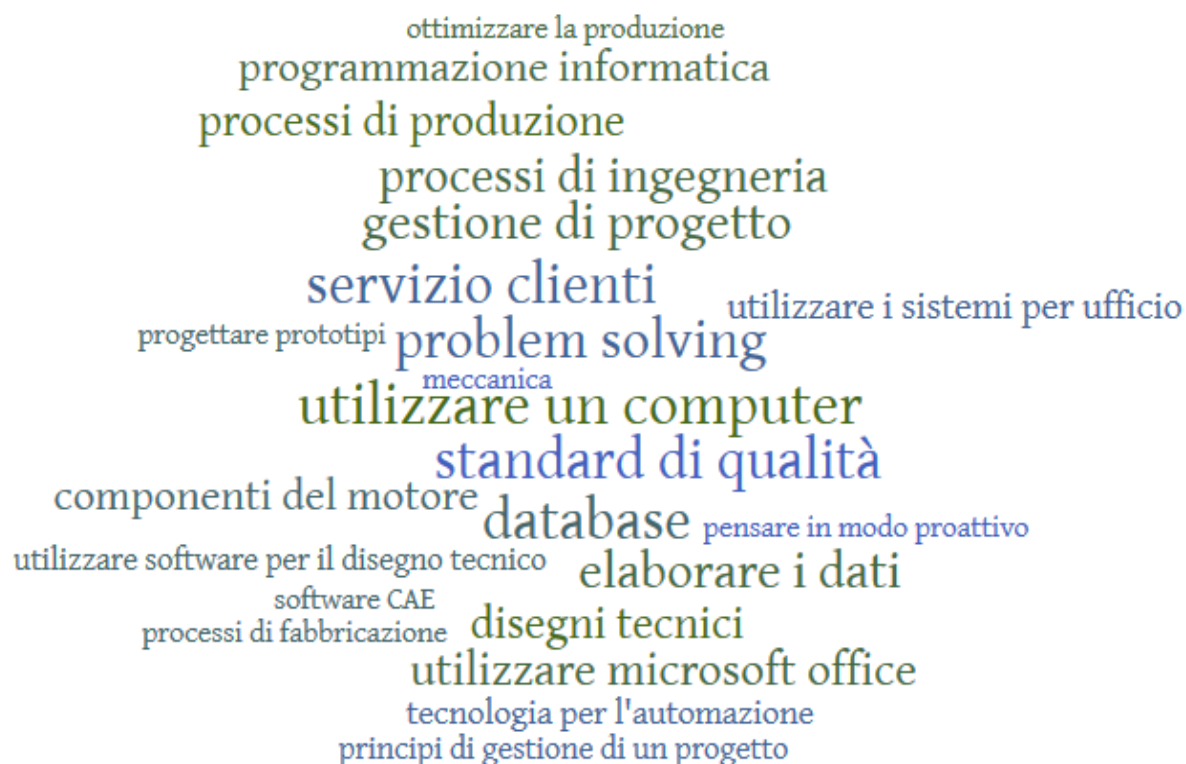 ottimizzare la produzione
programmazione informatica
processi di produzione
processi di ingegneria
gestione di progetto
servizio clienti
utilizzare i sistemi per ufficio
progettare prototipi
problem solving
meccanica
utilizzare un computer
standard di qualità
componenti del motore
database
pensare in modo proattivo
utilizzare software per il disegno tecnico
elaborare i dati
software CAE
disegni tecnici
processi di fabbricazione
utilizzare microsoft office
tecnologia per l'automazione
principi di gestione di un progetto